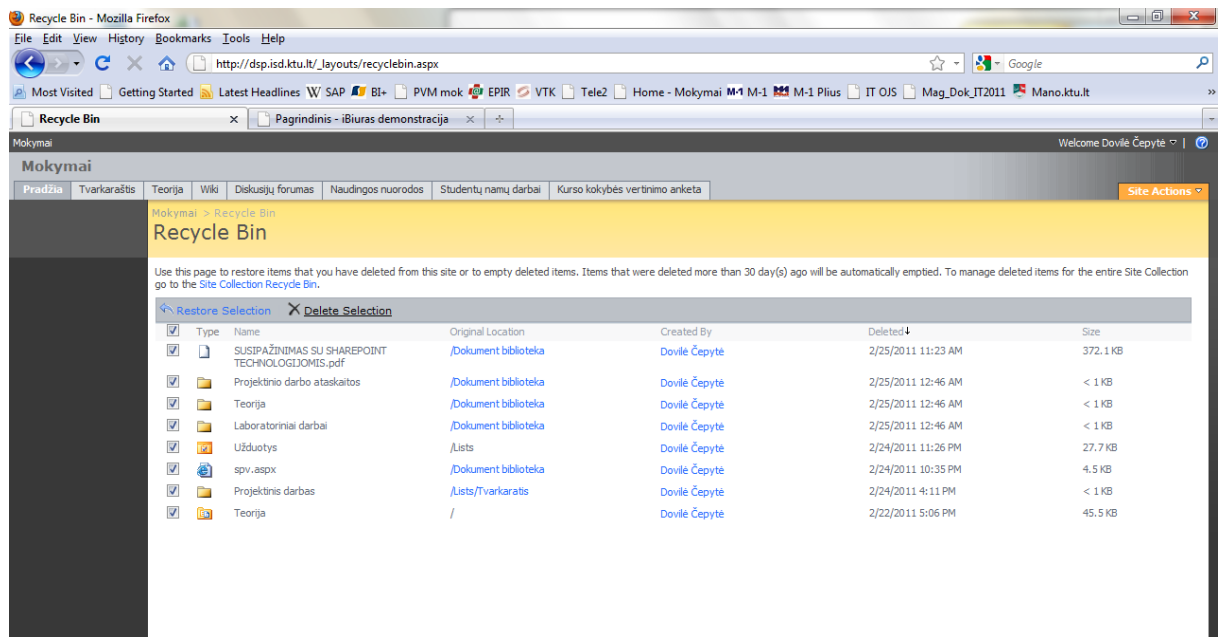 Recycle Bin - Mozilla Firefox
File Edit View History Bookmarks Tools Help
http://dsp.isd.ktu.lt/_layouts/recyclebin.aspx Google
Most Visited Getting Started Latest Headlines W SAP BI+ PVM mok EPIR VTK Tele2 Home - Mokymai M-1 M-1 M-1 Plius IT OJS Mag_Dok_IT2011 Mano.ktu.lt »
Recycle Bin × Pagrindinis - iBiuras demonstracija ×
Mokymai Welcome Dovilė Čepytė |
Mokymai
Pradžia Tvarkaraštis Teorija Wiki Diskusijų forumas Naudingos nuorodos Studentų namų darbai Kurso kokybės vertinimo anketa Site Actions
Mokymai > Recycle Bin
Recycle Bin
Use this page to restore items that you have deleted from this site or to empty deleted items. Items that were deleted more than 30 day(s) ago will be automatically emptied. To manage deleted items for the entire Site Collection
go to the Site Collection Recycle Bin.
Restore Selection Delete Selection
Type Name Original Location Created By Deleted Size
SUSIPAŽINIMAS SU SHAREPOINT /Dokument biblioteka Dovilė Čepytė 2/25/2011 11:23 AM 372.1 KB
TECHNOLOGIJOMIS.pdf
Projektinio darbo ataskaitos /Dokument biblioteka Dovilė Čepytė 2/25/2011 12:46 AM < 1 KB
Teorija /Dokument biblioteka Dovilė Čepytė 2/25/2011 12:46 AM < 1 KB
Laboratoriniai darbai /Dokument biblioteka Dovilė Čepytė 2/25/2011 12:46 AM < 1 KB
Užduotys /Lists Dovilė Čepytė 2/24/2011 11:26 PM 27.7 KB
spv.aspx /Dokument biblioteka Dovilė Čepytė 2/24/2011 10:35 PM 4.5 KB
Projektinis darbas /Lists/Tvarkaratis Dovilė Čepytė 2/24/2011 4:11 PM < 1 KB
Teorija / Dovilė Čepytė 2/22/2011 5:06 PM 45.5 KB